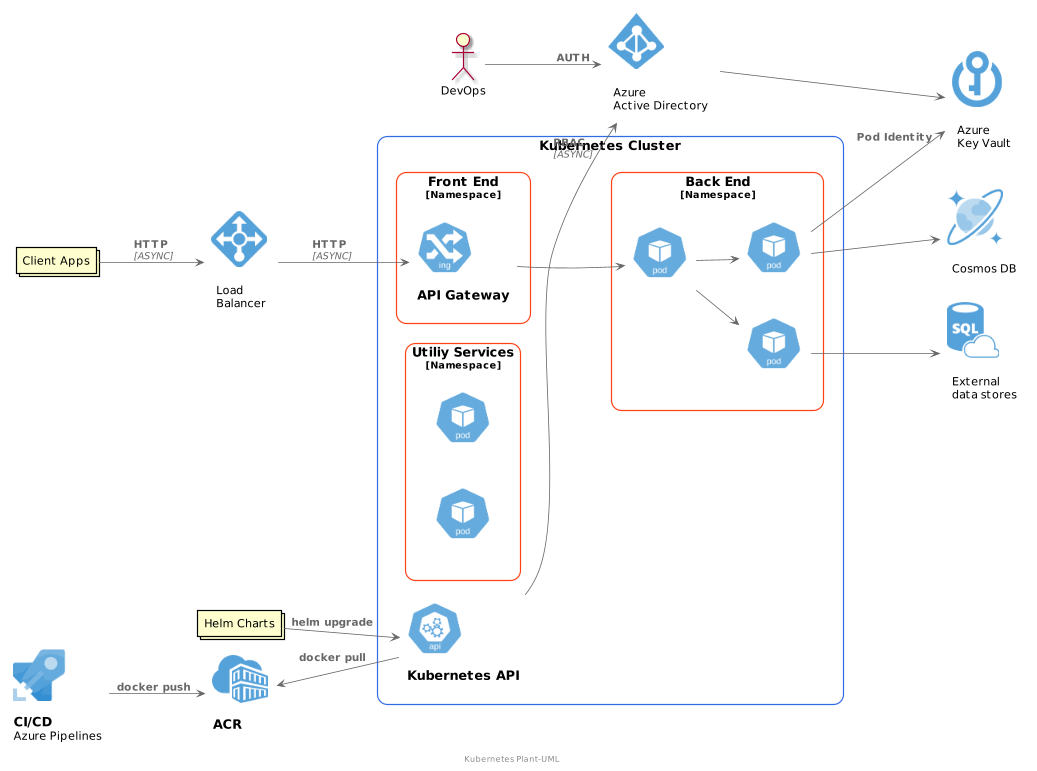 AUTH
DevOps
Azure
Active Directory
Pod Identity
Azure
Key Vault
RBAC
[ASYNC]
Kubernetes Cluster
Front End
[Namespace]
Back End
[Namespace]
Client Apps
HTTP
[ASYNC]
Load
Balancer
HTTP
[ASYNC]
ing
API Gateway
pod
pod
pod
Cosmos DB
SQL
External
data stores
Utiliy Services
[Namespace]
pod
pod
Helm Charts
helm upgrade
api
Kubernetes API
docker pull
docker push
CI/CD
Azure Pipelines
ACR
Kubernetes Plant-UML